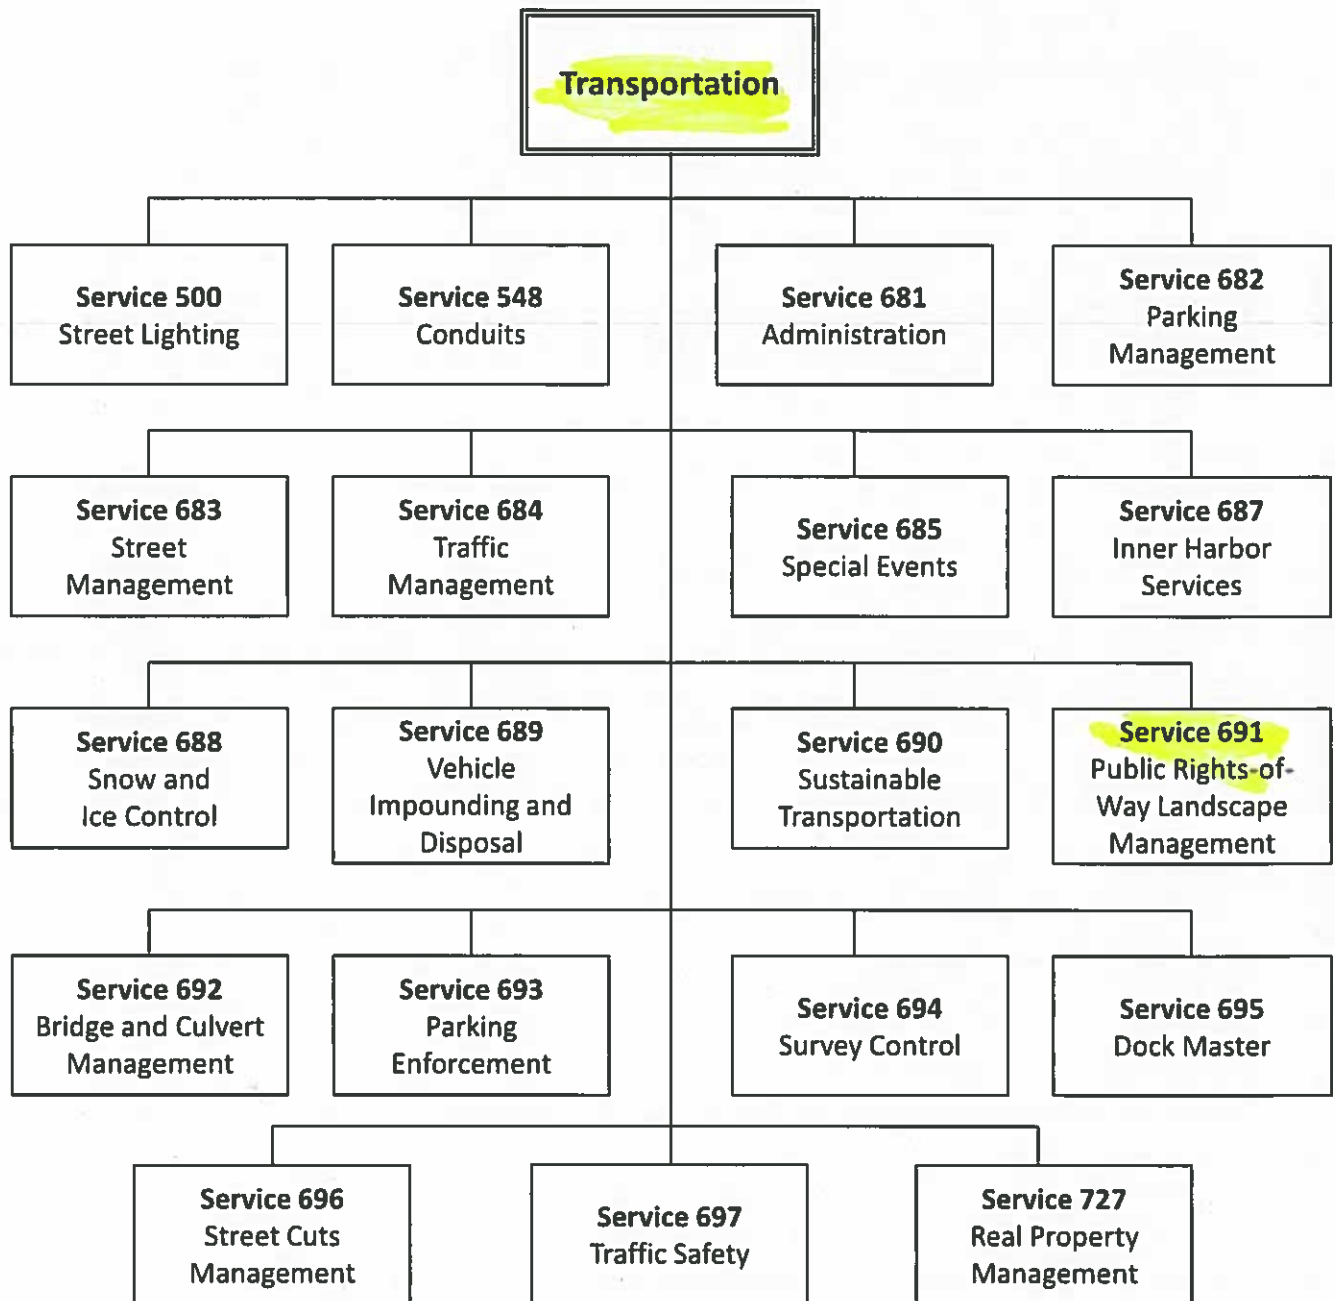 Transportation
Service 500
Street Lighting
Service 548
Conduits
Service 681
Administration
Service 682
Parking
Management
Service 683
Street
Management
Service 684
Traffic
Management
Service 685
Special Events
Service 687
Inner Harbor
Services
Service 688
Snow and
Ice Control
Service 689
Vehicle
Impounding and
Disposal
Service 690
Sustainable
Transportation
Service 691
Public Rights-of-
Way Landscape
Management
Service 692
Bridge and Culvert
Management
Service 693
Parking
Enforcement
Service 694
Survey Control
Service 695
Dock Master
Service 696
Street Cuts
Management
Service 697
Traffic Safety
Service 727
Real Property
Management